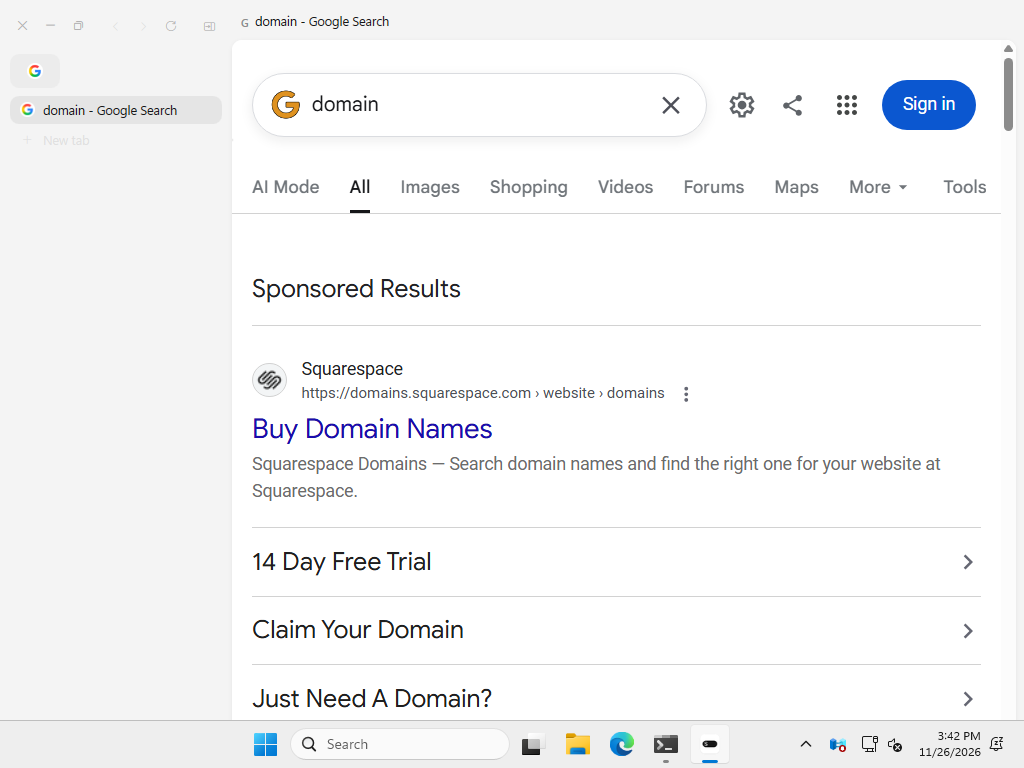 domain - Google Search
domain - Google Search
New tab
domain
Sign in
AI Mode
All
Images
Shopping
Videos
Forums
Maps
More
Tools
Sponsored Results
Squarespace
https://domains.squarespace.com › website › domains
Buy Domain Names
Squarespace Domains — Search domain names and find the right one for your website at
Squarespace.
14 Day Free Trial
Claim Your Domain
Just Need A Domain?
Search
3:42 PM
11/26/2026